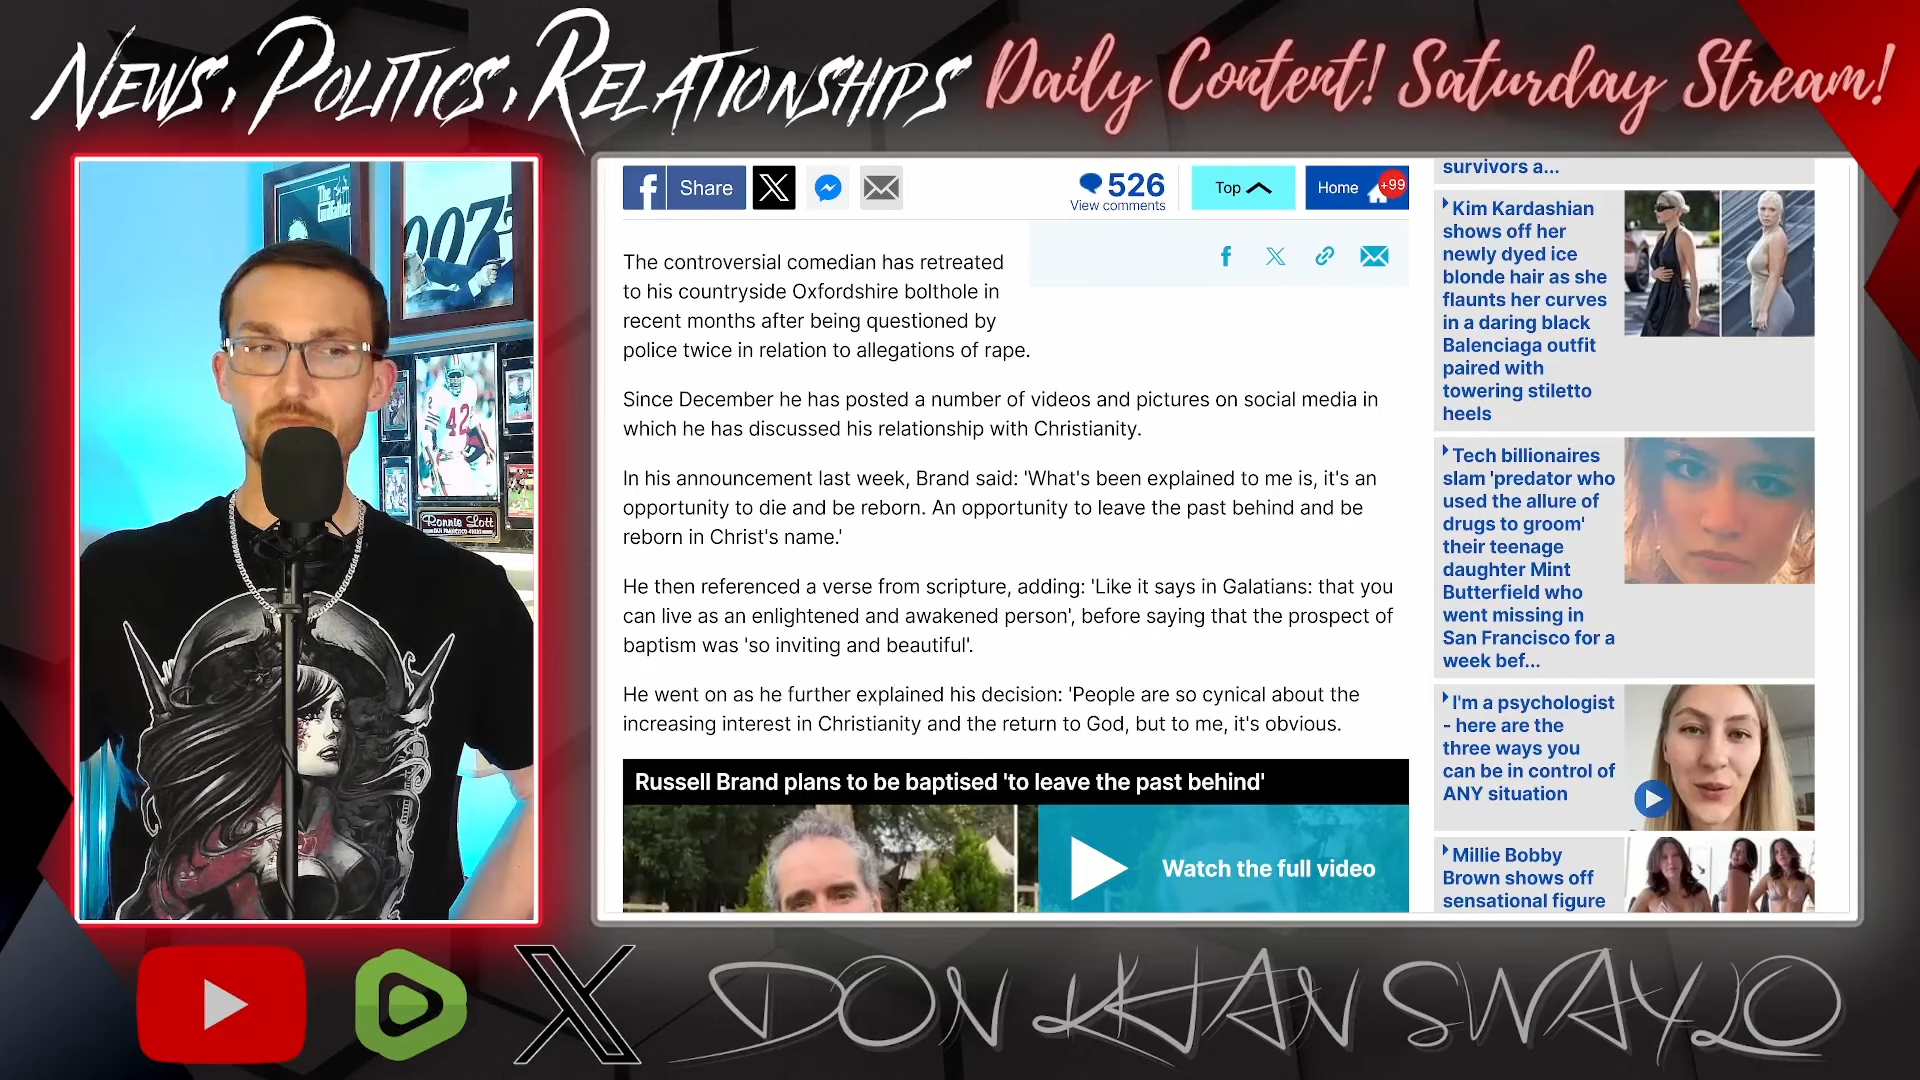 News, Politics, Relationships
Daily Content! Saturday Stream!
The
Godfather
007
42
Ronnie Lott
SAN FRANCISCO 49ERS
f Share
X
526
View comments
Top
Home
+99
The controversial comedian has retreated
to his countryside Oxfordshire bolthole in
recent months after being questioned by
police twice in relation to allegations of rape.
Since December he has posted a number of videos and pictures on social media in
which he has discussed his relationship with Christianity.
In his announcement last week, Brand said: 'What's been explained to me is, it's an
opportunity to die and be reborn. An opportunity to leave the past behind and be
reborn in Christ's name.'
He then referenced a verse from scripture, adding: 'Like it says in Galatians: that you
can live as an enlightened and awakened person', before saying that the prospect of
baptism was 'so inviting and beautiful'.
He went on as he further explained his decision: 'People are so cynical about the
increasing interest in Christianity and the return to God, but to me, it's obvious.
Russell Brand plans to be baptised 'to leave the past behind'
Watch the full video
survivors a...
Kim Kardashian
shows off her
newly dyed ice
blonde hair as she
flaunts her curves
in a daring black
Balenciaga outfit
paired with
towering stiletto
heels
Tech billionaires
slam 'predator who
used the allure of
drugs to groom'
their teenage
daughter Mint
Butterfield who
went missing in
San Francisco for a
week bef...
I'm a psychologist
- here are the
three ways you
can be in control of
ANY situation
Millie Bobby
Brown shows off
sensational figure
X
DON KHAN SWAYLO